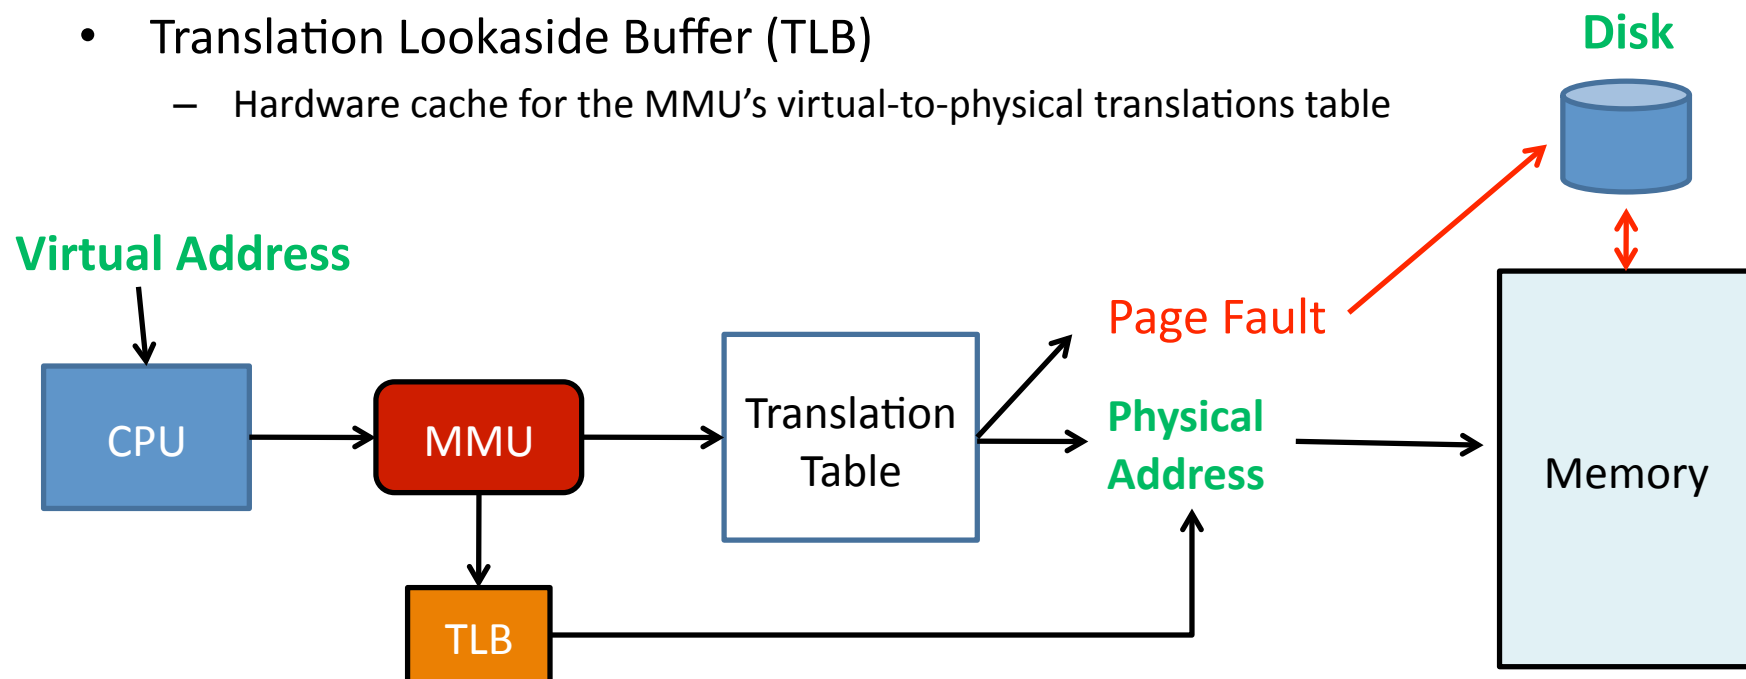 • Translation Lookaside Buffer (TLB)
– Hardware cache for the MMU’s virtual-to-physical translations table
Disk
Virtual Address
Page Fault
CPU
MMU
Translation
Table
Physical
Address
Memory
TLB